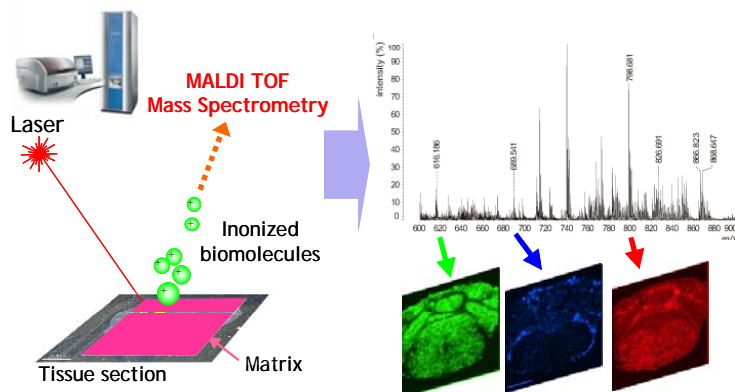 MALDI TOF
Mass Spectrometry
Laser
Inonized
biomolecules
Matrix
Tissue section
intensity (%)
100
90
80
70
60
50
40
30
20
10
0
616.186
689.541
798.681
826.691
866.823
868.647
600 620 640 660 680 700 720 740 760 780 800 820 840 860 880 900
m/z